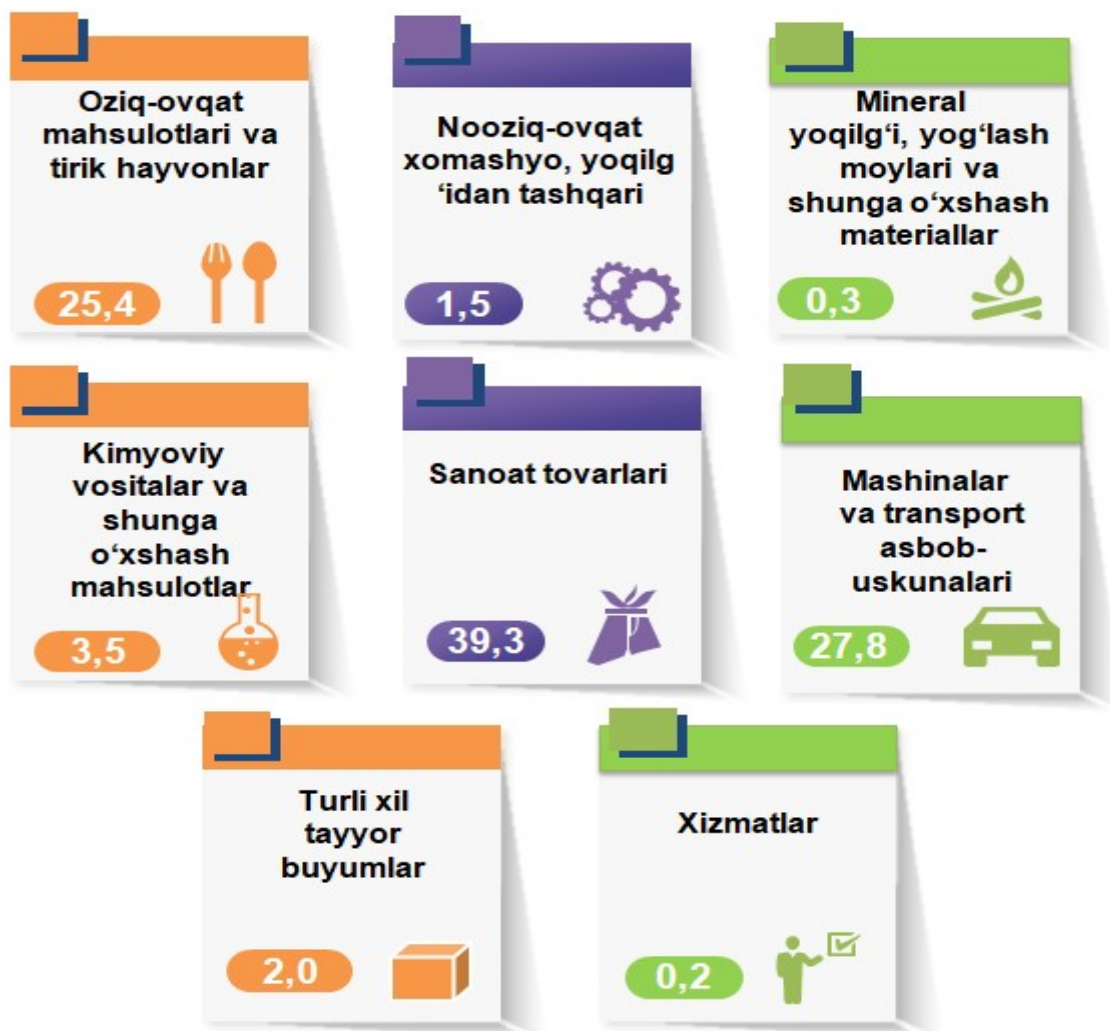 Oziq-ovqat
mahsulotlari va
tirik hayvonlar
25,4
Nooziq-ovqat
xomashyo, yoqilg
‘idan tashqari
1,5
Mineral
yoqilg‘i, yog‘lash
moylari va
shunga o‘xshash
materiallar
0,3
Kimyoviy
vositalar va
shunga
o‘xshash
mahsulotlar
3,5
Sanoat tovarlari
39,3
Mashinalar
va transport
asbob-
uskunalari
27,8
Turli xil
tayyor
buyumlar
2,0
Xizmatlar
0,2